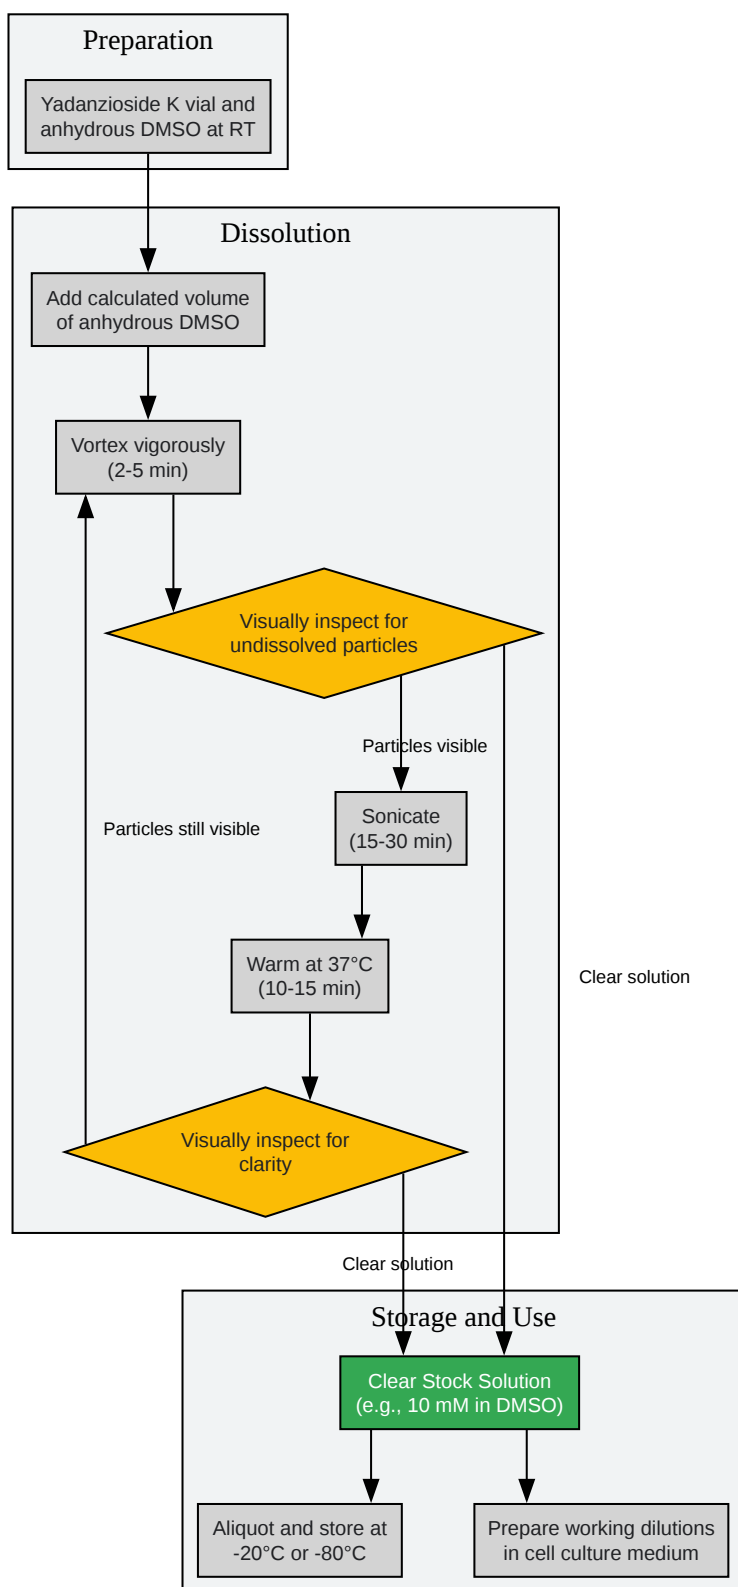 Preparation
Yadanzioside K vial and
anhydrous DMSO at RT
Dissolution
Add calculated volume
of anhydrous DMSO
Vortex vigorously
(2-5 min)
Visually inspect for
undissolved particles
Particles visible
Sonicate
(15-30 min)
Particles still visible
Warm at 37°C
(10-15 min)
Clear solution
Visually inspect for
clarity
Clear solution
Storage and Use
Clear Stock Solution
(e.g., 10 mM in DMSO)
Aliquot and store at
-20°C or -80°C
Prepare working dilutions
in cell culture medium